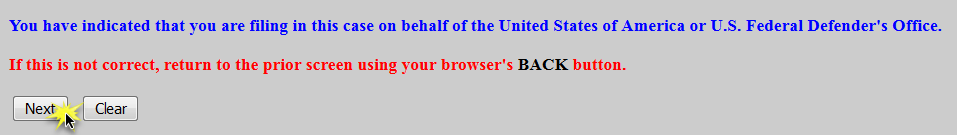 You have indicated that you are filing in this case on behalf of the United States of America or U.S. Federal Defender's Office.
If this is not correct, return to the prior screen using your browser's BACK button.
Next Clear